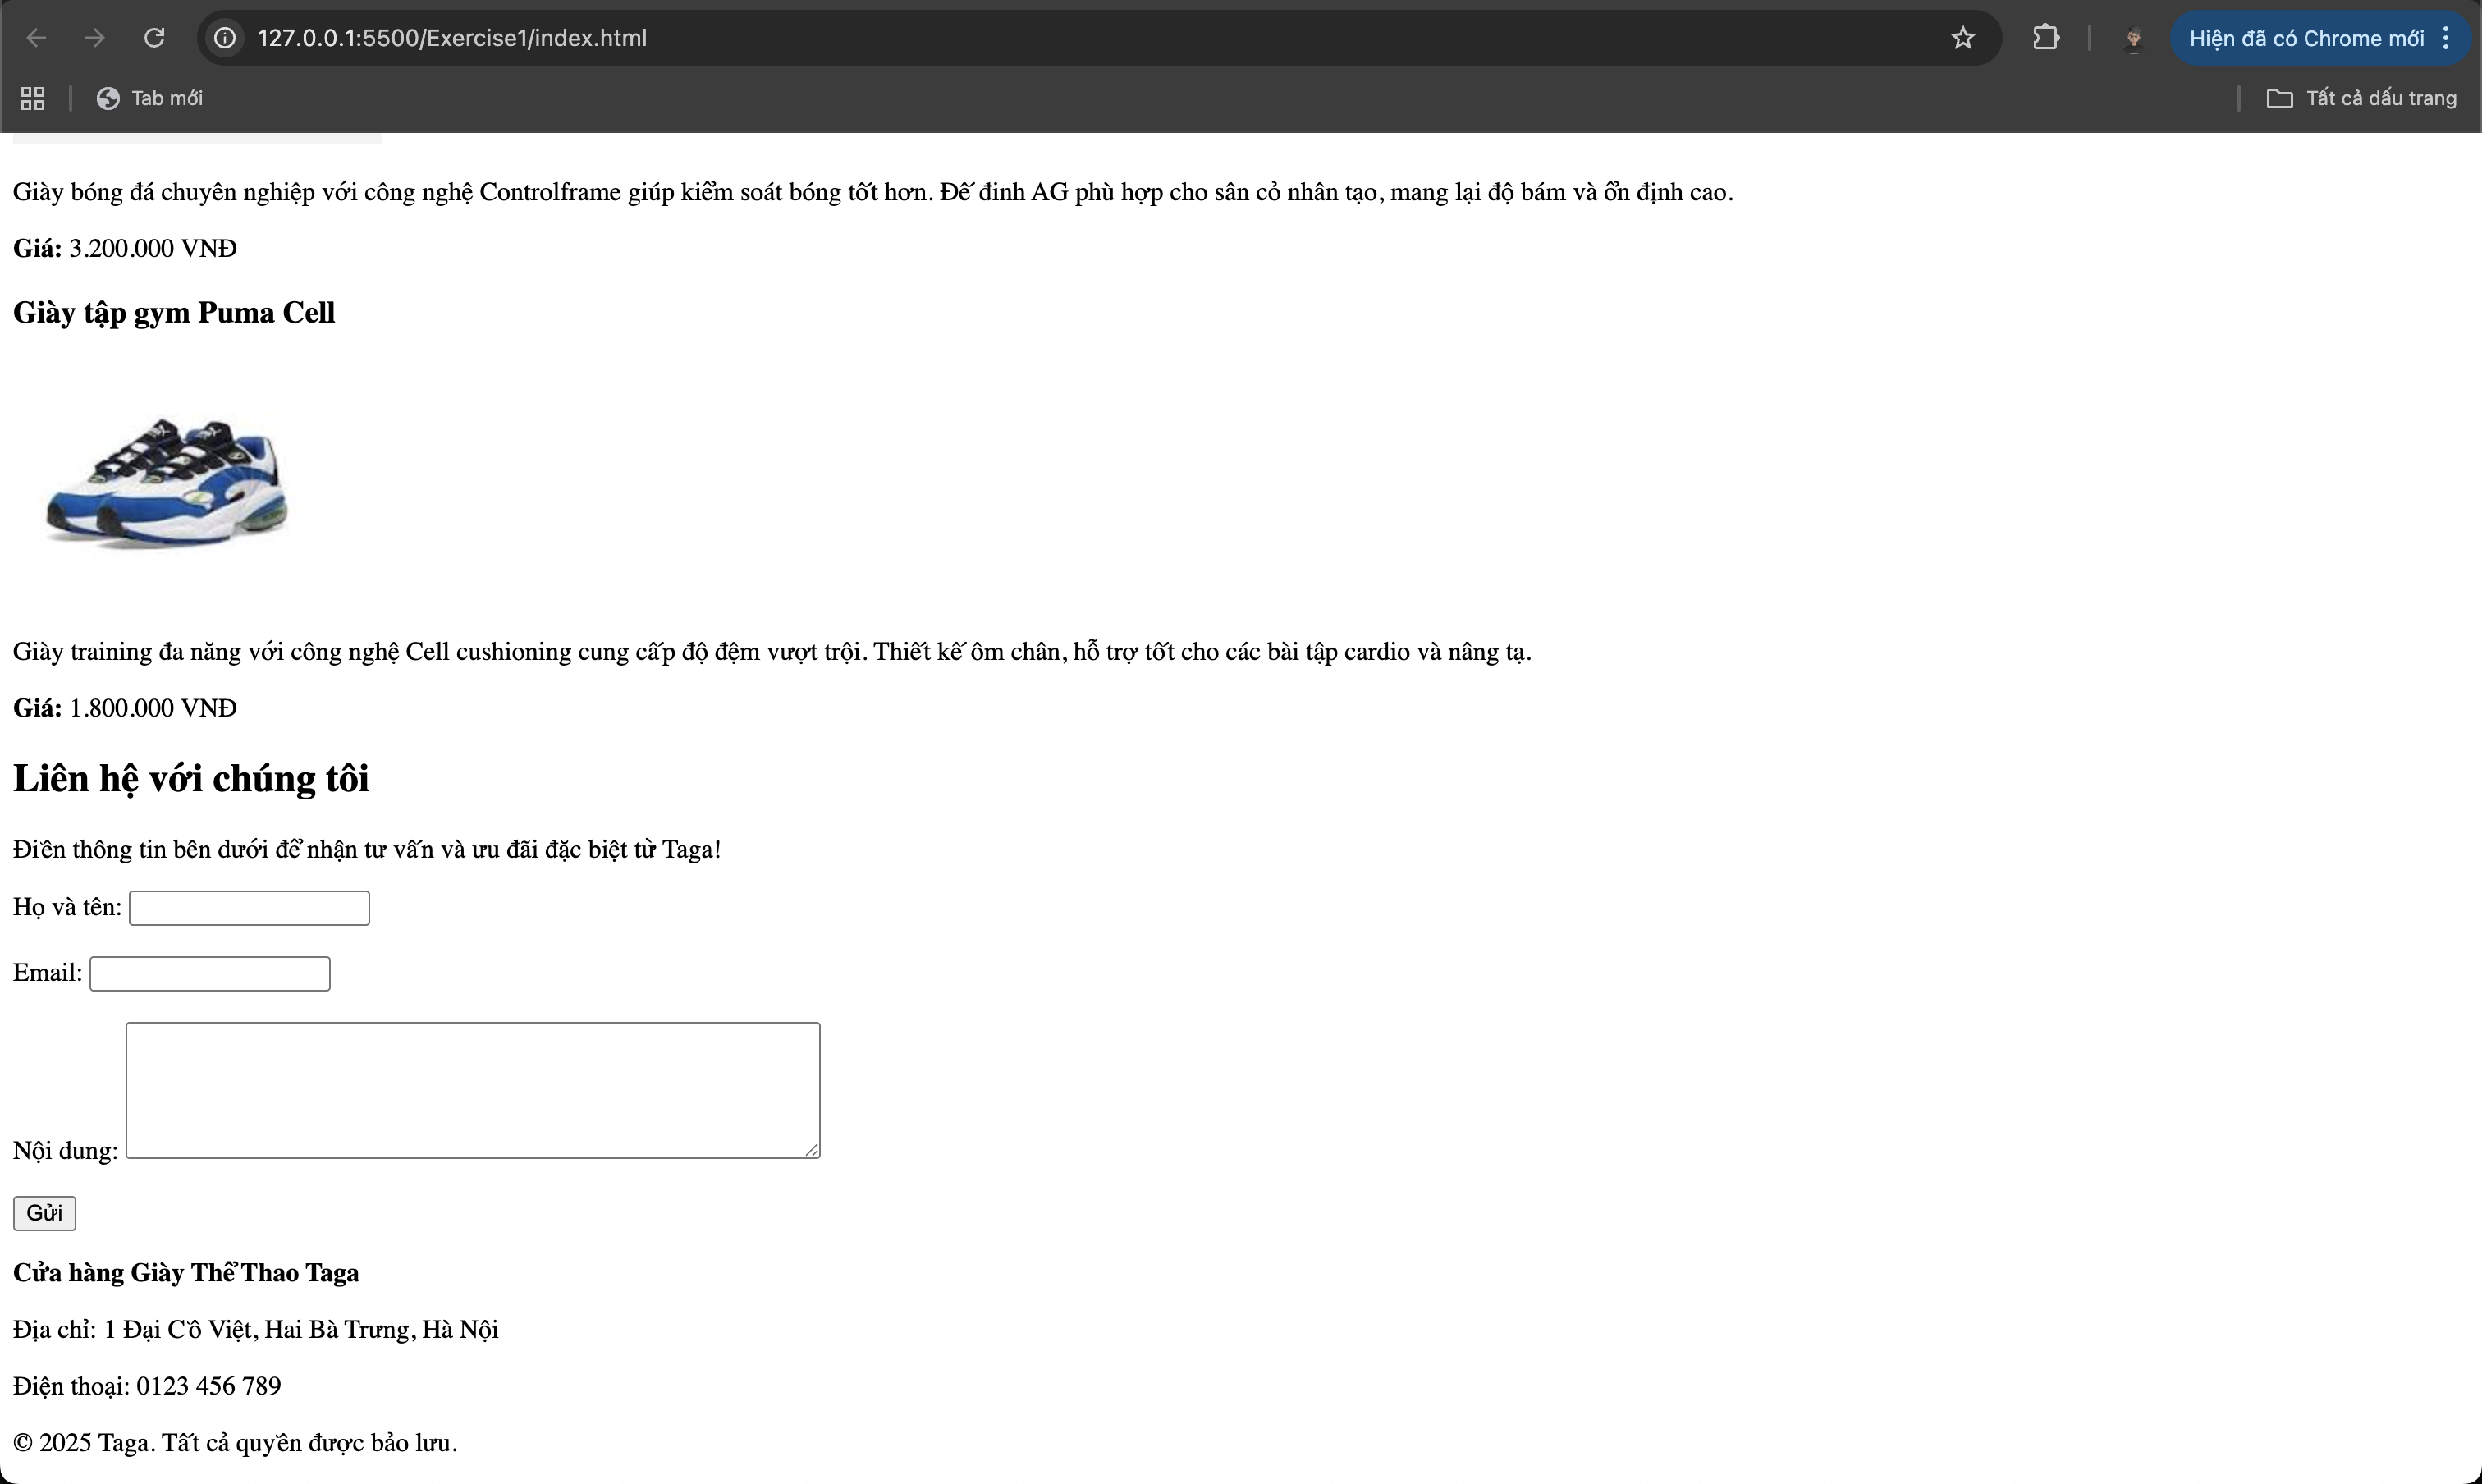 127.0.0.1:5500/Exercise1/index.html
Hiện đã có Chrome mới
Tab mới
Tất cả dấu trang
Giày bóng đá chuyên nghiệp với công nghệ Controlframe giúp kiểm soát bóng tốt hơn. Đế đinh AG phù hợp cho sân cỏ nhân tạo, mang lại độ bám và ổn định cao.
Giá: 3.200.000 VNĐ
Giày tập gym Puma Cell
Giày training đa năng với công nghệ Cell cushioning cung cấp độ đệm vượt trội. Thiết kế ôm chân, hỗ trợ tốt cho các bài tập cardio và nâng tạ.
Giá: 1.800.000 VNĐ
Liên hệ với chúng tôi
Điền thông tin bên dưới để nhận tư vấn và ưu đãi đặc biệt từ Taga!
Họ và tên:
Email:
Nội dung:
Gửi
Cửa hàng Giày Thể Thao Taga
Địa chỉ: 1 Đại Cồ Việt, Hai Bà Trưng, Hà Nội
Điện thoại: 0123 456 789
© 2025 Taga. Tất cả quyền được bảo lưu.